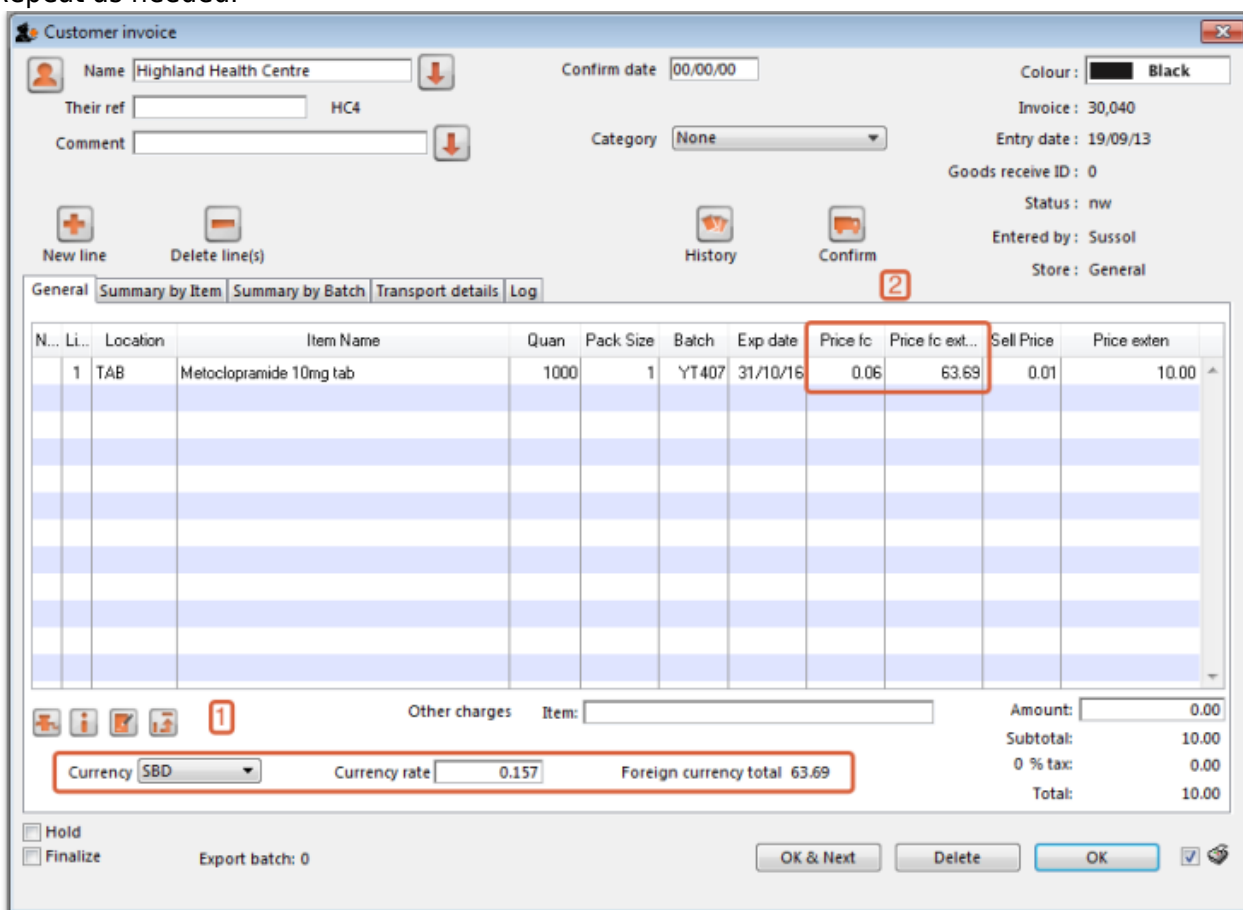 Repeat as needed.
Customer invoice
Name Highland Health Centre Confirm date 00/00/00 Colour : Black
Their ref HC4 Invoice : 30,040
Comment Category None Entry date : 19/09/13
Goods receive ID : 0
Status : nw
Entered by : Sussol
Store : General
New line Delete line(s) History Confirm
2
General Summary by Item Summary by Batch Transport details Log
N... Li... Location Item Name Quan Pack Size Batch Exp date Price fc Price fc ext... Sell Price Price exten
1 TAB Metoclopramide 10mg tab 1000 1 YT407 31/10/16 0.06 63.69 0.01 10.00
1
Other charges Item: Amount: 0.00
Subtotal: 10.00
Currency SBD Currency rate 0.157 Foreign currency total 63.69 0 % tax: 0.00
Total: 10.00
Hold
Finalize Export batch: 0 OK & Next Delete OK